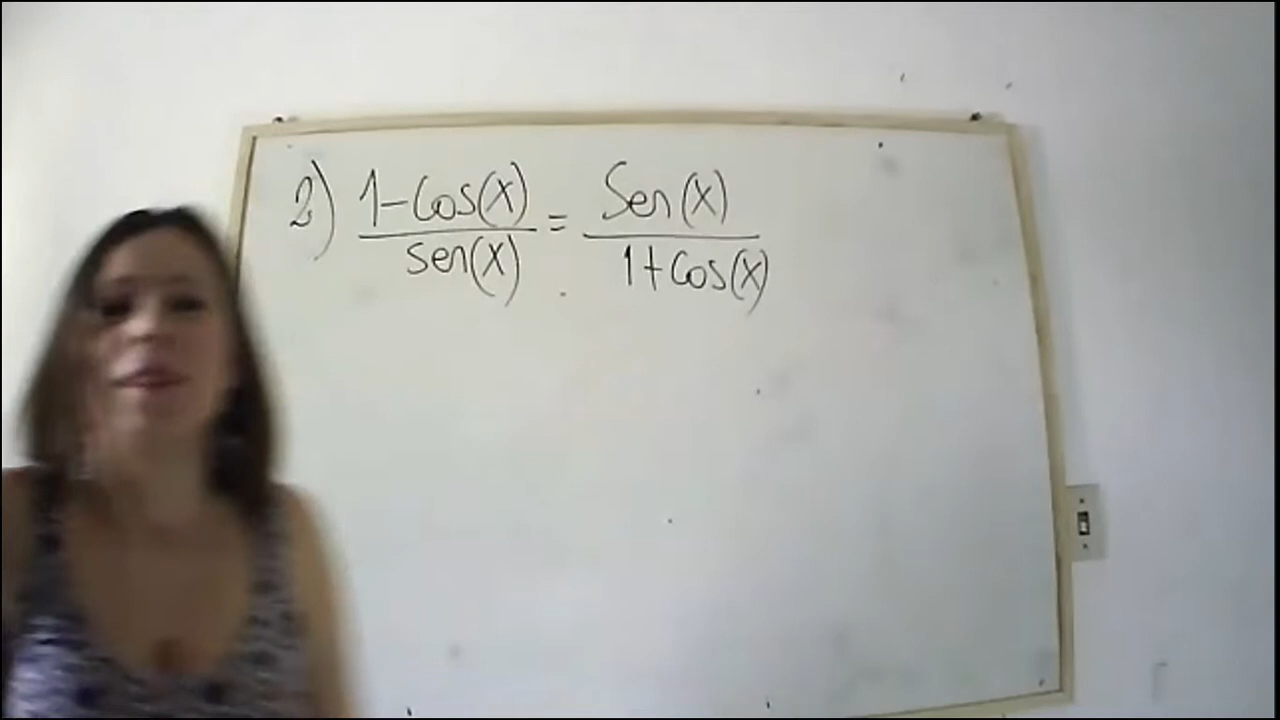 2) 1-Cos(x) = Sen(x)
sen(x) 1+Cos(x)